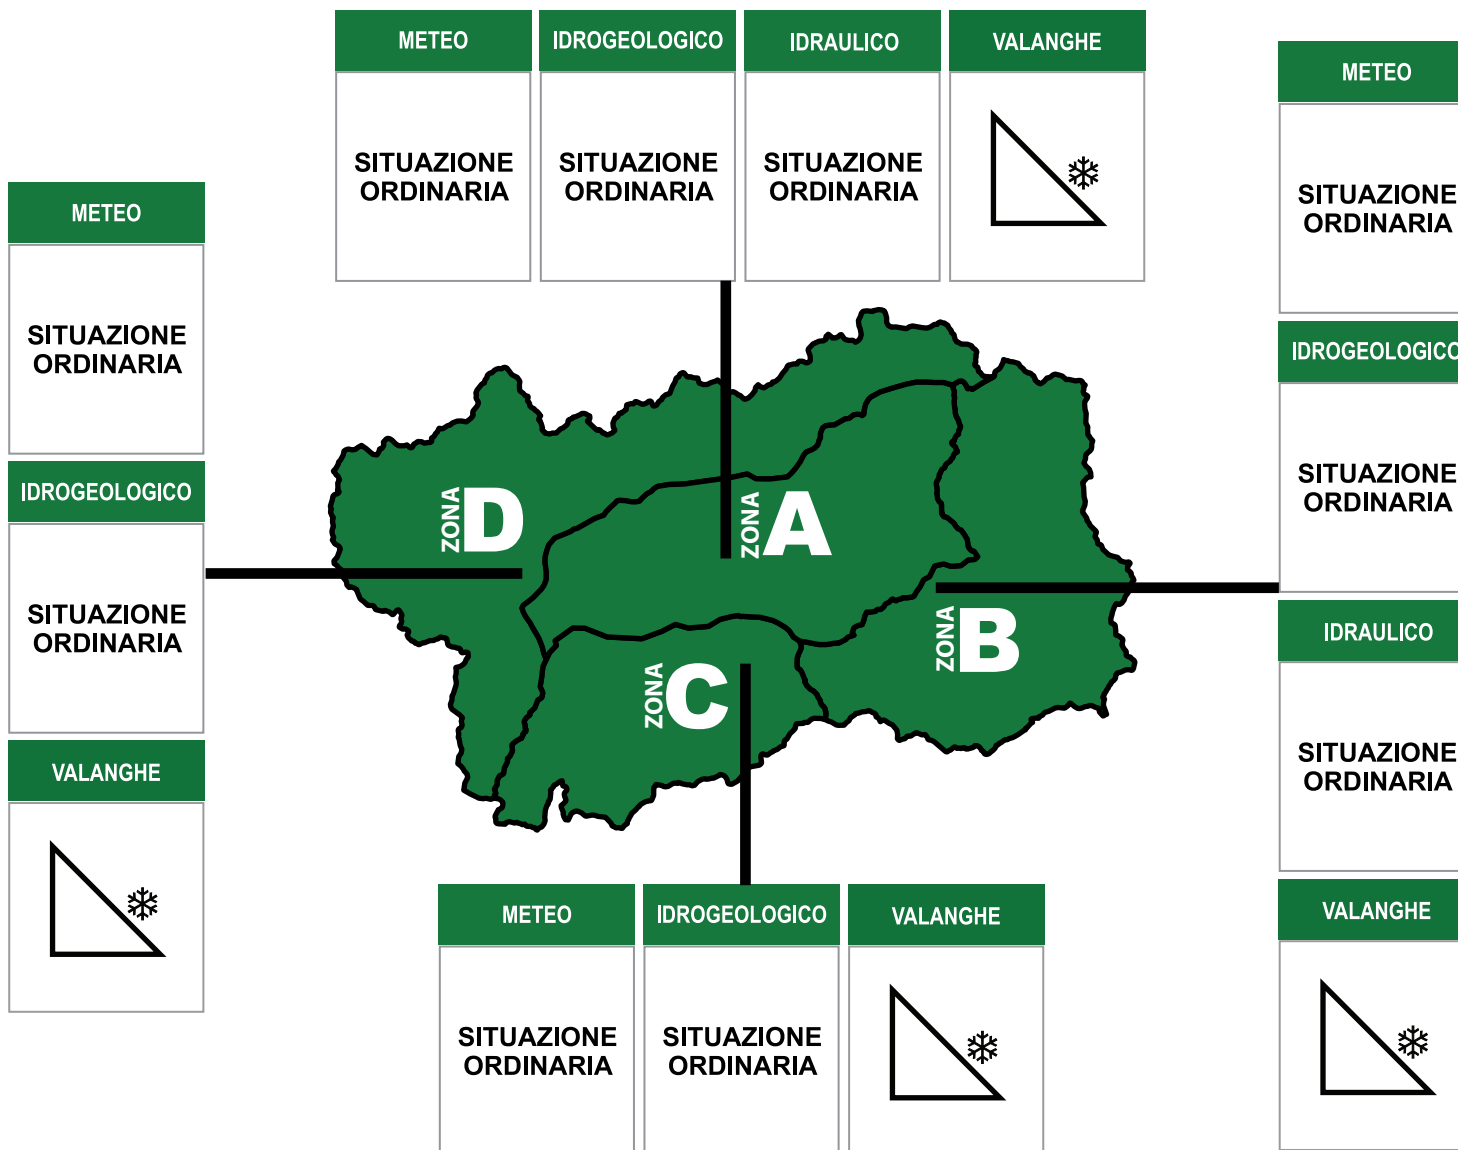 METEO
IDROGEOLOGICO
IDRAULICO
VALANGHE
SITUAZIONE
ORDINARIA
SITUAZIONE
ORDINARIA
SITUAZIONE
ORDINARIA
METEO
SITUAZIONE
ORDINARIA
IDROGEOLOGICO
SITUAZIONE
ORDINARIA
VALANGHE
ZONA D
ZONA A
ZONA B
ZONA C
METEO
SITUAZIONE
ORDINARIA
IDROGEOLOGICO
SITUAZIONE
ORDINARIA
IDRAULICO
SITUAZIONE
ORDINARIA
VALANGHE
METEO
IDROGEOLOGICO
VALANGHE
SITUAZIONE
ORDINARIA
SITUAZIONE
ORDINARIA